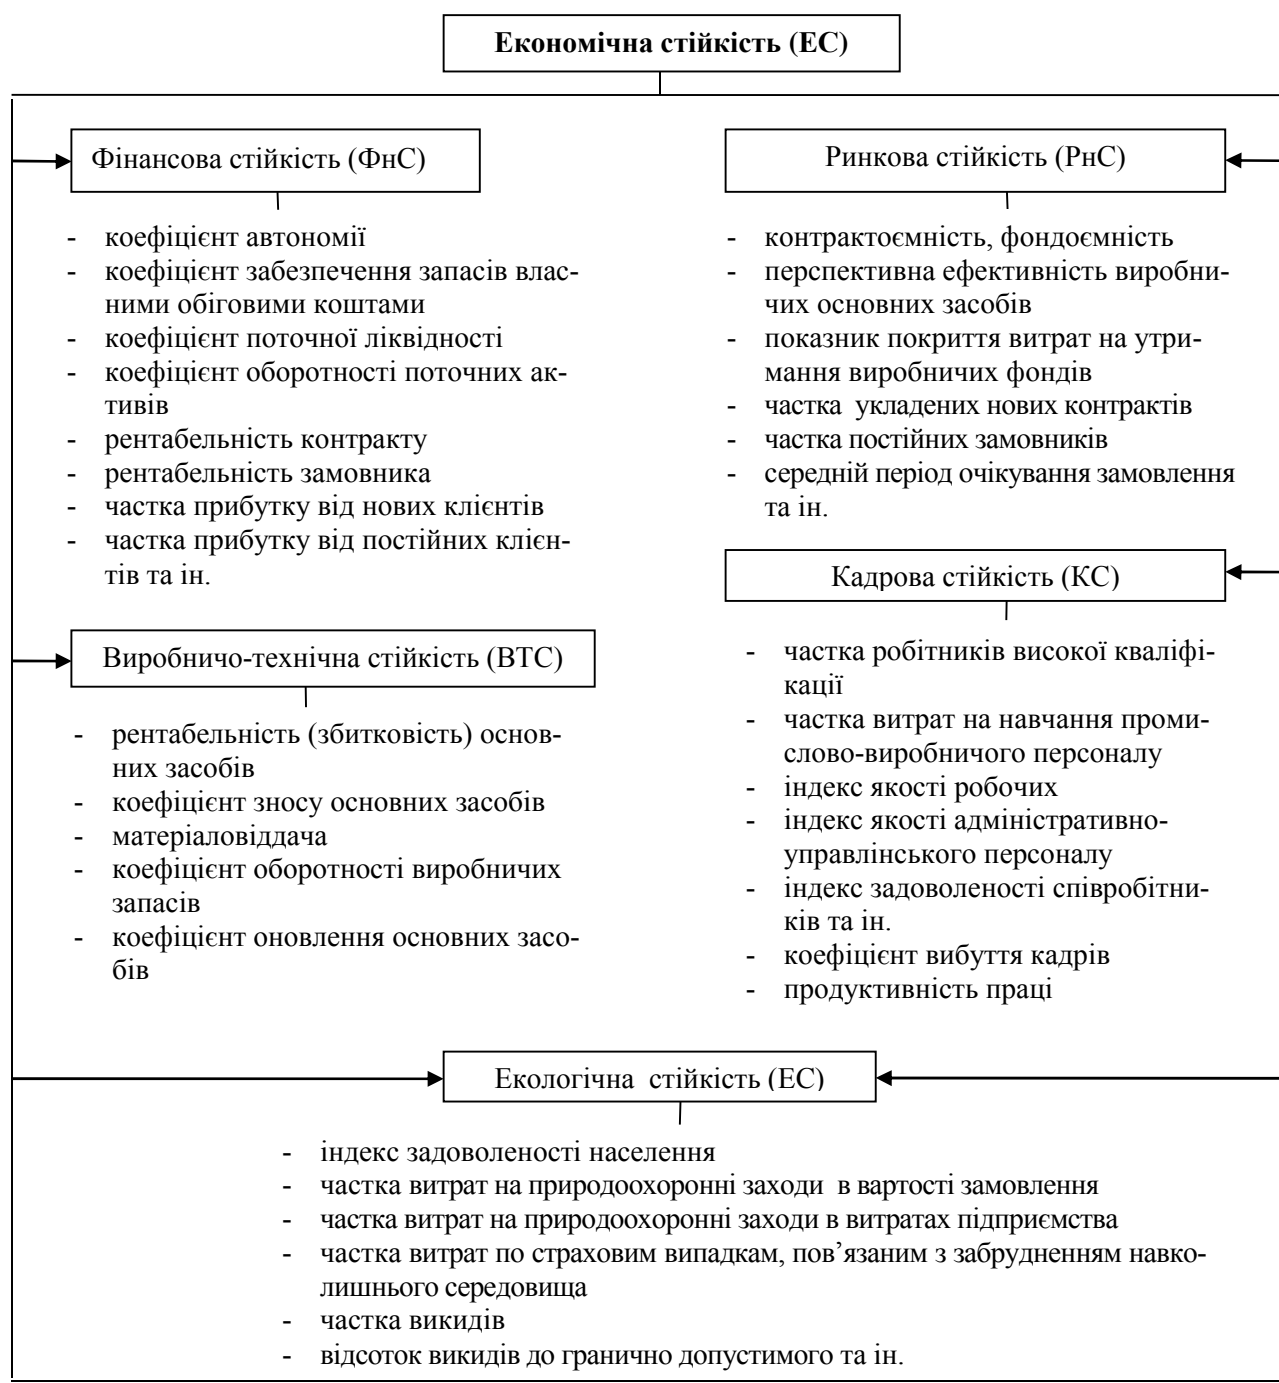 Економічна стійкість (ЕС)
Фінансова стійкість (ФнС)
- коефіцієнт автономії
- коефіцієнт забезпечення запасів влас-
ними обіговими коштами
- коефіцієнт поточної ліквідності
- коефіцієнт оборотності поточних ак-
тивів
- рентабельність контракту
- рентабельність замовника
- частка прибутку від нових клієнтів
- частка прибутку від постійних клієн-
тів та ін.
Виробничо-технічна стійкість (ВТС)
- рентабельність (збитковість) основ-
них засобів
- коефіцієнт зносу основних засобів
- матеріаловіддача
- коефіцієнт оборотності виробничих
запасів
- коефіцієнт оновлення основних засо-
бів
Ринкова стійкість (РнС)
- контрактоємність, фондоємність
- перспективна ефективність виробни-
чих основних засобів
- показник покриття витрат на утри-
мання виробничих фондів
- частка укладених нових контрактів
- частка постійних замовників
- середній період очікування замовлення
та ін.
Кадрова стійкість (КС)
- частка робітників високої кваліфі-
кації
- частка витрат на навчання проми-
слово-виробничого персоналу
- індекс якості робочих
- індекс якості адміністративно-
управлінського персоналу
- індекс задоволеності співробітни-
ків та ін.
- коефіцієнт вибуття кадрів
- продуктивність праці
Екологічна стійкість (ЕС)
- індекс задоволеності населення
- частка витрат на природоохоронні заходи в вартості замовлення
- частка витрат на природоохоронні заходи в витратах підприємства
- частка витрат по страховим випадкам, пов’язаним з забрудненням навко-
лишнього середовища
- частка викидів
- відсоток викидів до гранично допустимого та ін.